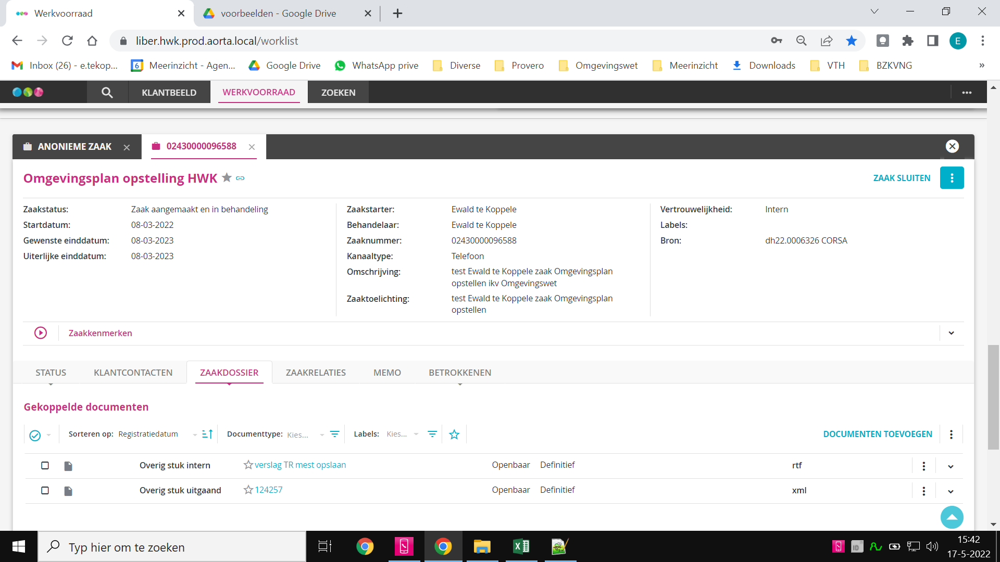 Werkvoorraad
voorbeelden - Google Drive
liber.hwk.prod.aorta.local/worklist
E
Inbox (26) - e.tekop...
6
Meerinzicht - Agen...
Google Drive
WhatsApp prive
Diverse
Provero
Omgevingswet
Meerinzicht
Downloads
VTH
BZKVNG
»
KLANTBEELD
WERKVOORRAAD
ZOEKEN
ANONIEME ZAAK
02430000096588
Omgevingsplan opstelling HWK
ZAAK SLUITEN
Zaakstatus: Zaak aangemaakt en in behandeling
Startdatum: 08-03-2022
Gewenste einddatum: 08-03-2023
Uiterlijke einddatum: 08-03-2023
Zaakstarter: Ewald te Koppele
Behandelaar: Ewald te Koppele
Zaaknummer: 02430000096588
Kanaaltype: Telefoon
Omschrijving: test Ewald te Koppele zaak Omgevingsplan
opstellen ikv Omgevingswet
Zaaktoelichting: test Ewald te Koppele zaak Omgevingsplan
opstellen
Vertrouwelijkheid: Intern
Labels:
Bron: dh22.0006326 CORSA
Zaakkenmerken
STATUS
KLANTCONTACTEN
ZAAKDOSSIER
ZAAKRELATIES
MEMO
BETROKKENEN
Gekoppelde documenten
Sorteren op: Registratiedatum
Documenttype: Kies...
Labels: Kies...
DOCUMENTEN TOEVOEGEN
Overig stuk intern verslag TR mest opslaan Openbaar Definitief rtf
Overig stuk uitgaand 124257 Openbaar Definitief xml
Typ hier om te zoeken
ID
15:42
17-5-2022